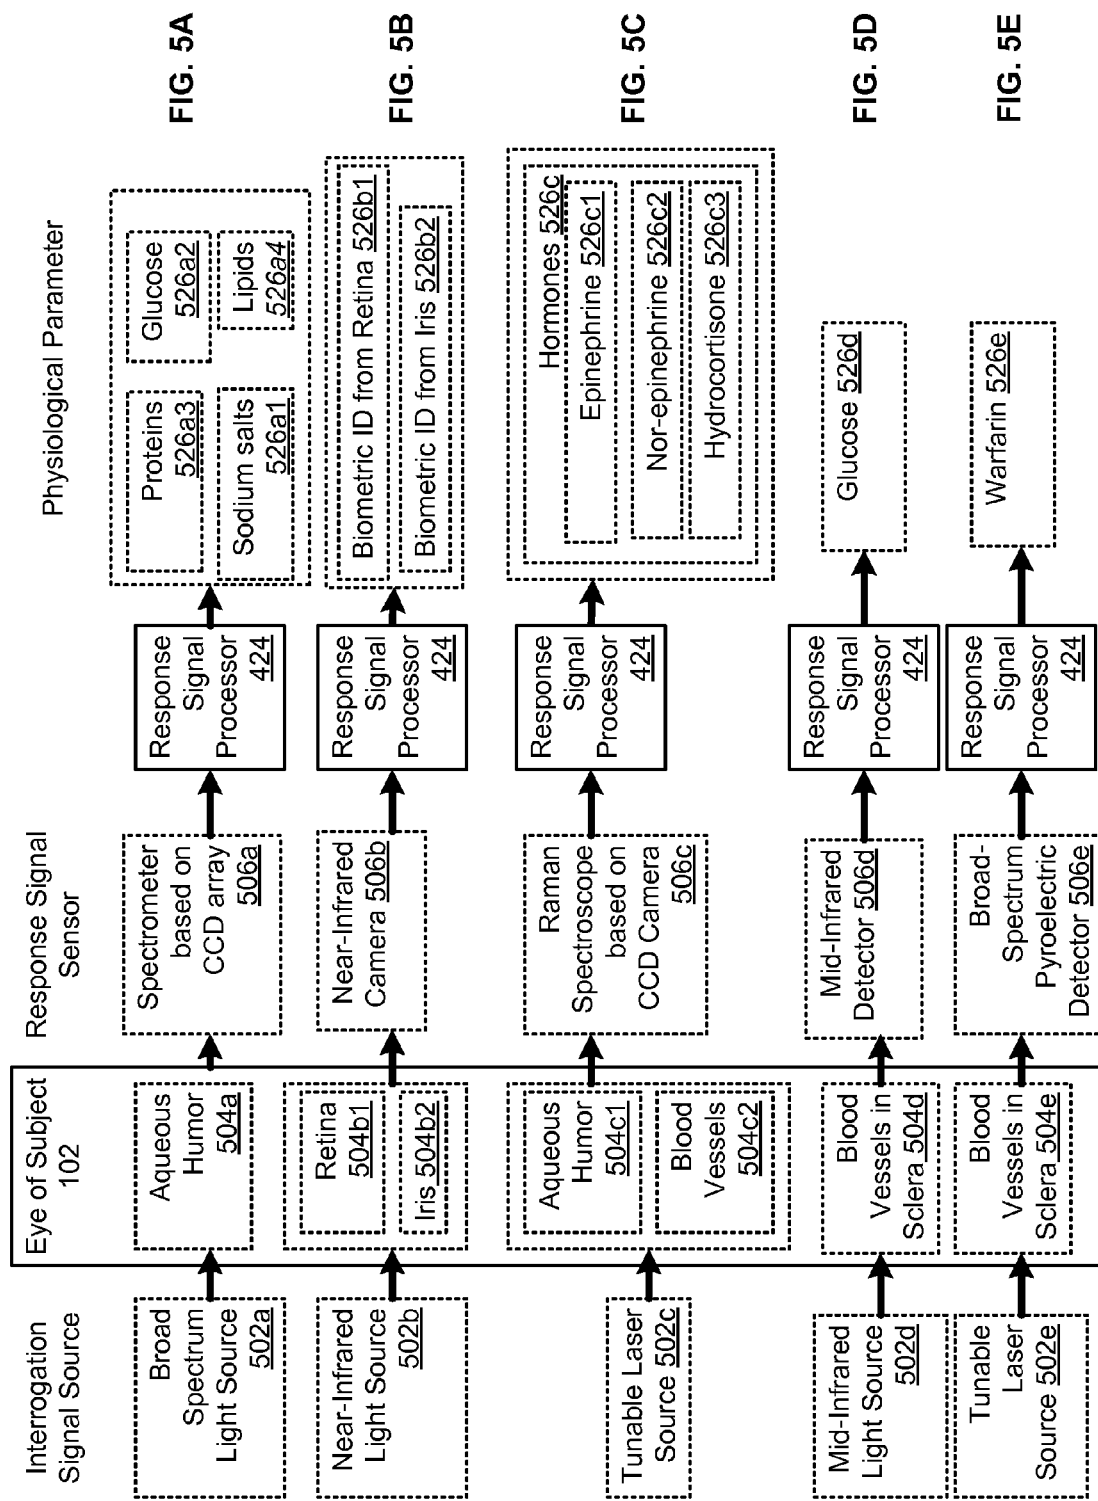 Interrogation
Signal Source
Eye of Subject
102
Response Signal
Sensor
Physiological Parameter
Broad
Spectrum
Light Source
502a
Aqueous
Humor
504a
Spectrometer
based on
CCD array
506a
Response
Signal
Processor
424
Proteins
526a3
Glucose
526a2
Sodium salts
526a1
Lipids
526a4
FIG. 5A
Near-Infrared
Light Source
502b
Retina
504b1
Iris 504b2
Near-Infrared
Camera 506b
Response
Signal
Processor
424
Biometric ID from Retina 526b1
Biometric ID from Iris 526b2
FIG. 5B
Tunable Laser
Source 502c
Aqueous
Humor
504c1
Blood
Vessels
504c2
Raman
Spectroscope
based on
CCD Camera
506c
Response
Signal
Processor
424
Hormones 526c
Epinephrine 526c1
Nor-epinephrine 526c2
Hydrocortisone 526c3
FIG. 5C
Mid-Infrared
Light Source
502d
Blood
Vessels in
Sclera 504d
Mid-Infrared
Detector 506d
Response
Signal
Processor
424
Glucose 526d
FIG. 5D
Tunable
Laser
Source 502e
Blood
Vessels in
Sclera 504e
Broad-
Spectrum
Pyroelectric
Detector 506e
Response
Signal
Processor
424
Warfarin 526e
FIG. 5E